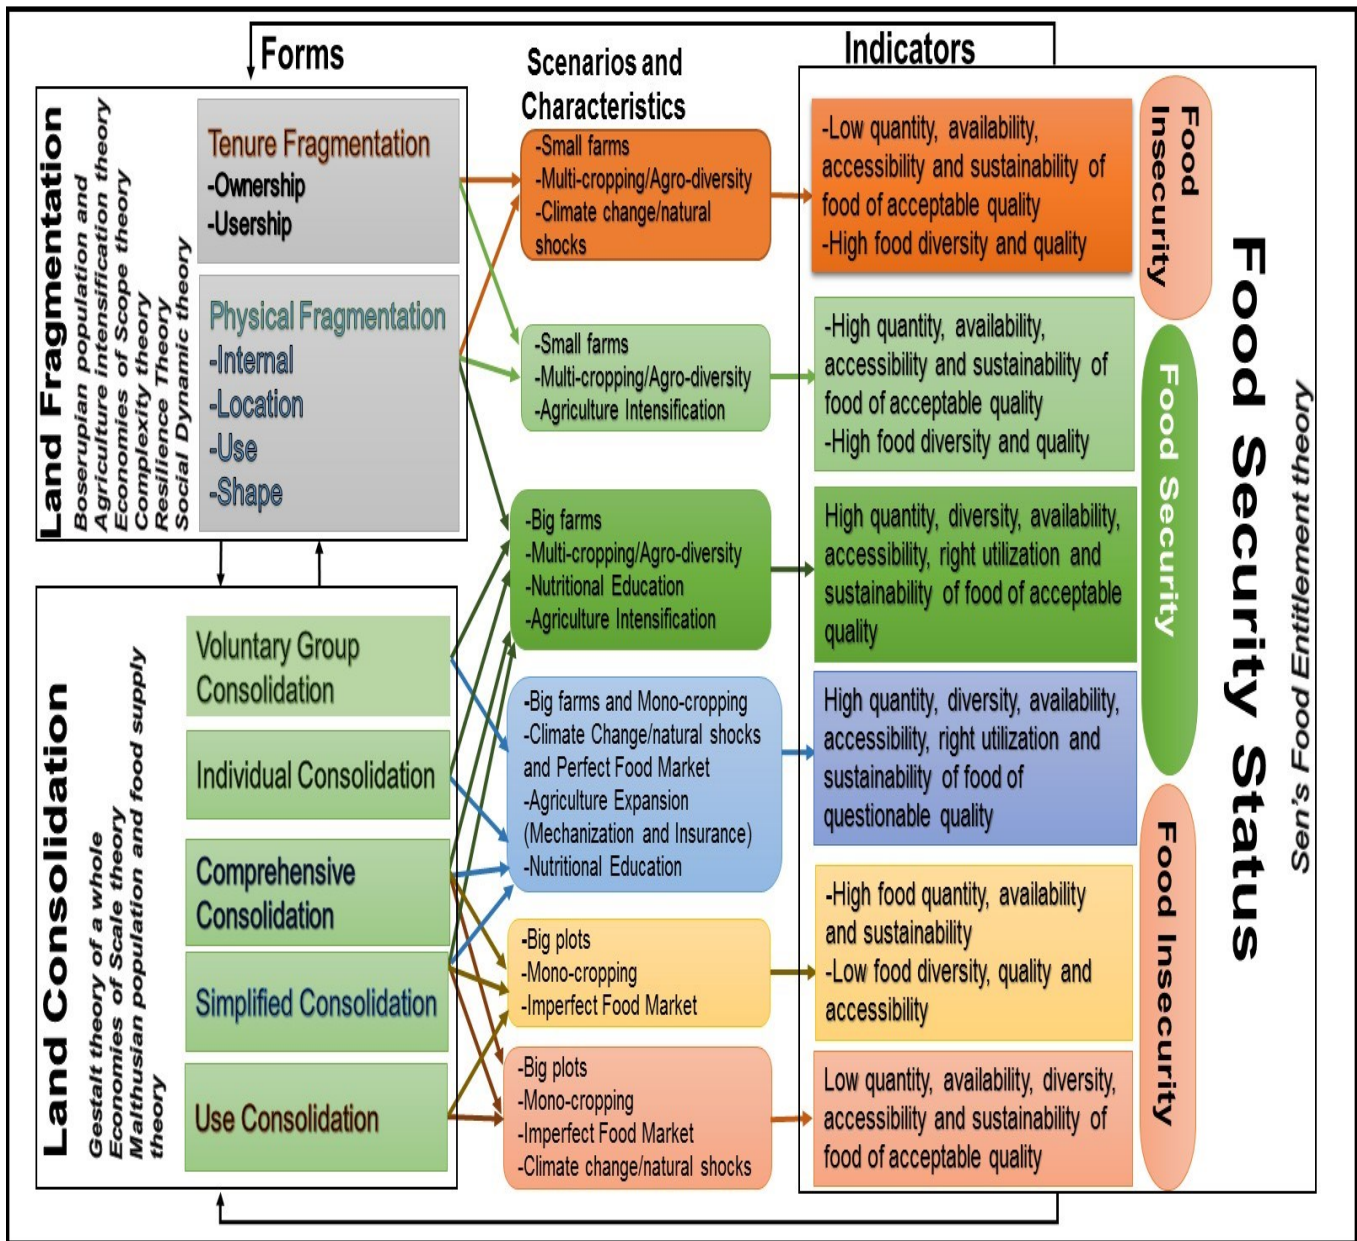 Forms
Scenarios and
Characteristics
Indicators
Land Fragmentation
Boserupian population and
Agriculture intensification theory
Economies of Scope theory
Complexity theory
Resilience Theory
Social Dynamic theory
Tenure Fragmentation
-Ownership
-Usership
Physical Fragmentation
-Internal
-Location
-Use
-Shape
Land Consolidation
Gestalt theory of a whole
Economies of Scale theory
Malthusian population and food supply
theory
Voluntary Group
Consolidation
Individual Consolidation
Comprehensive
Consolidation
Simplified Consolidation
Use Consolidation
-Small farms
-Multi-cropping/Agro-diversity
-Climate change/natural
shocks
-Small farms
-Multi-cropping/Agro-diversity
-Agriculture Intensification
-Big farms
-Multi-cropping/Agro-diversity
-Nutritional Education
-Agriculture Intensification
-Big farms and Mono-cropping
-Climate Change/natural shocks
and Perfect Food Market
-Agriculture Expansion
(Mechanization and Insurance)
-Nutritional Education
-Big plots
-Mono-cropping
-Imperfect Food Market
-Big plots
-Mono-cropping
-Imperfect Food Market
-Climate change/natural shocks
-Low quantity, availability,
accessibility and sustainability of
food of acceptable quality
-High food diversity and quality
-High quantity, availability,
accessibility and sustainability of
food of acceptable quality
-High food diversity and quality
High quantity, diversity, availability,
accessibility, right utilization and
sustainability of food of acceptable
quality
High quantity, diversity, availability,
accessibility, right utilization and
sustainability of food of
questionable quality
-High food quantity, availability
and sustainability
-Low food diversity, quality and
accessibility
Low quantity, availability, diversity,
accessibility and sustainability of
food of acceptable quality
Food
Insecurity
Food Security
Food Insecurity
Food Security Status
Sen's Food Entitlement theory